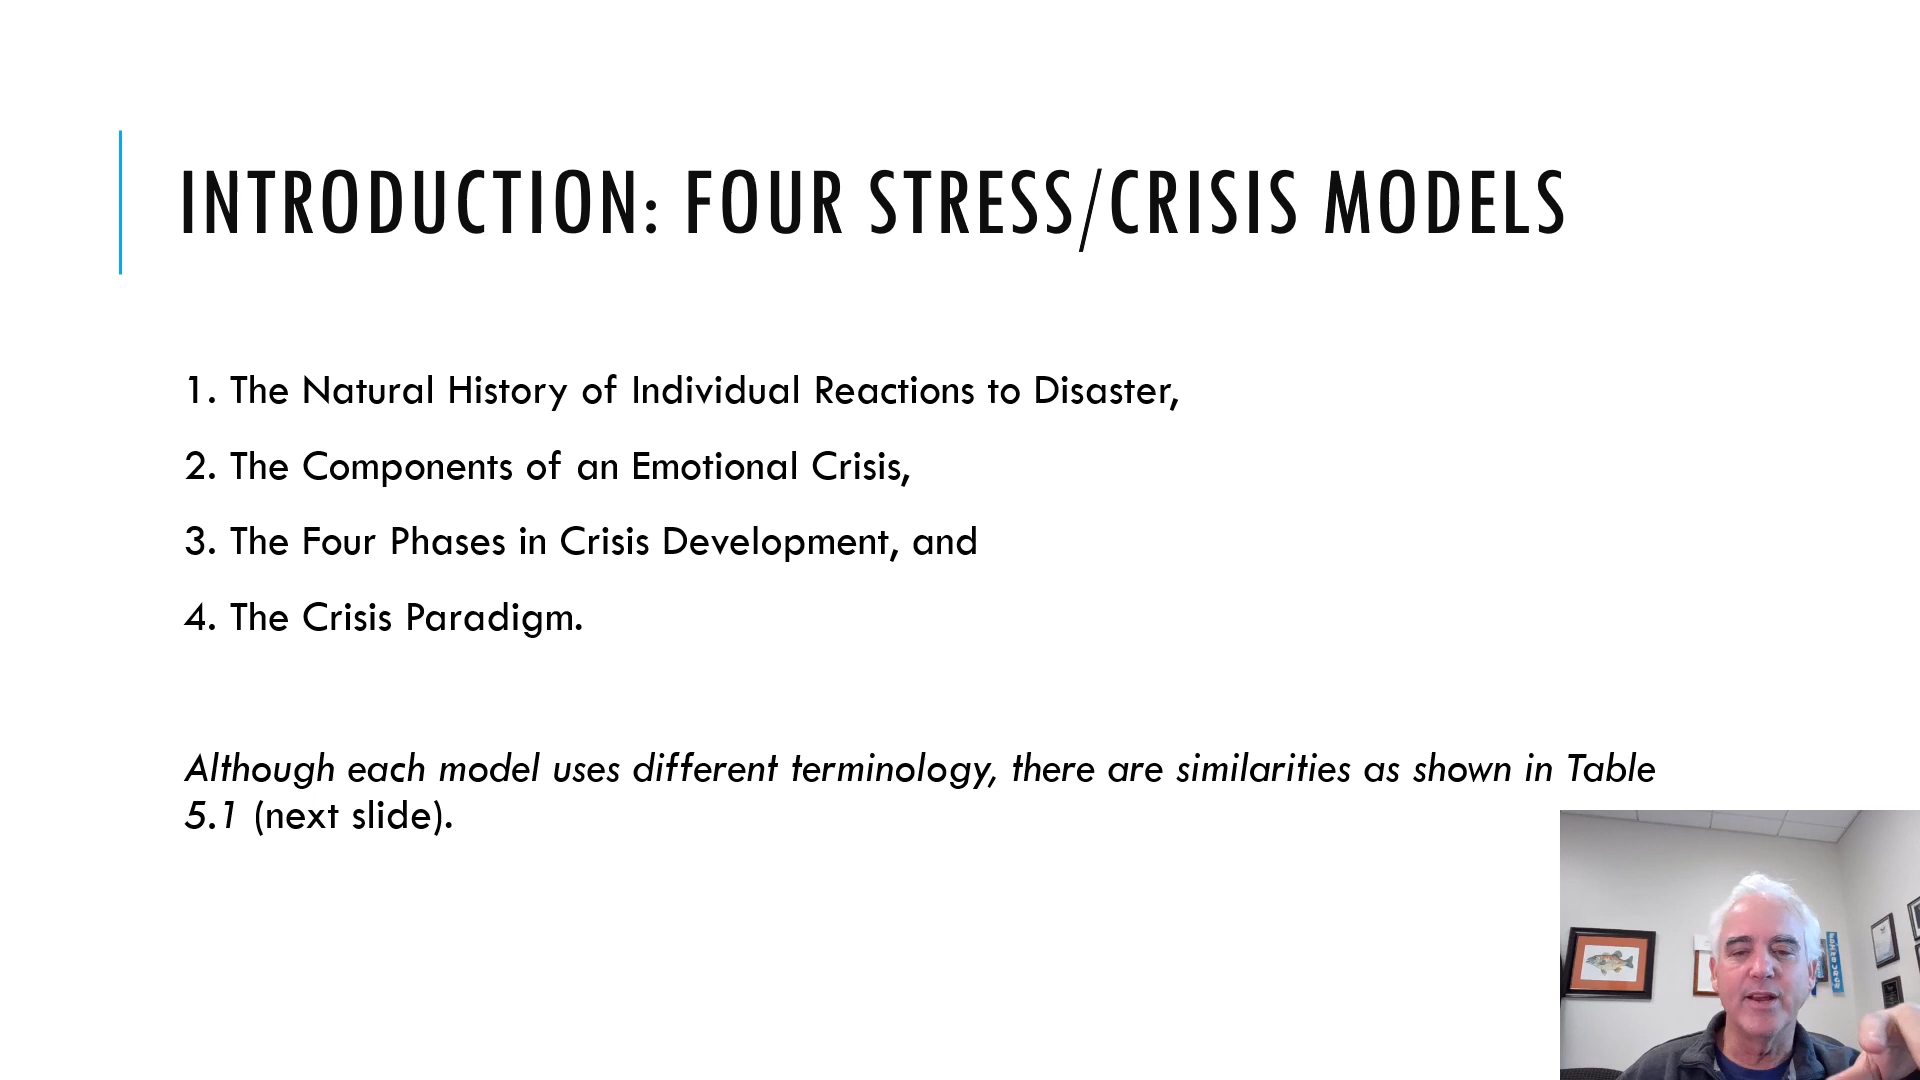 INTRODUCTION: FOUR STRESS/CRISIS MODELS
1. The Natural History of Individual Reactions to Disaster,
2. The Components of an Emotional Crisis,
3. The Four Phases in Crisis Development, and
4. The Crisis Paradigm.
Although each model uses different terminology, there are similarities as shown in Table
5.1 (next slide).